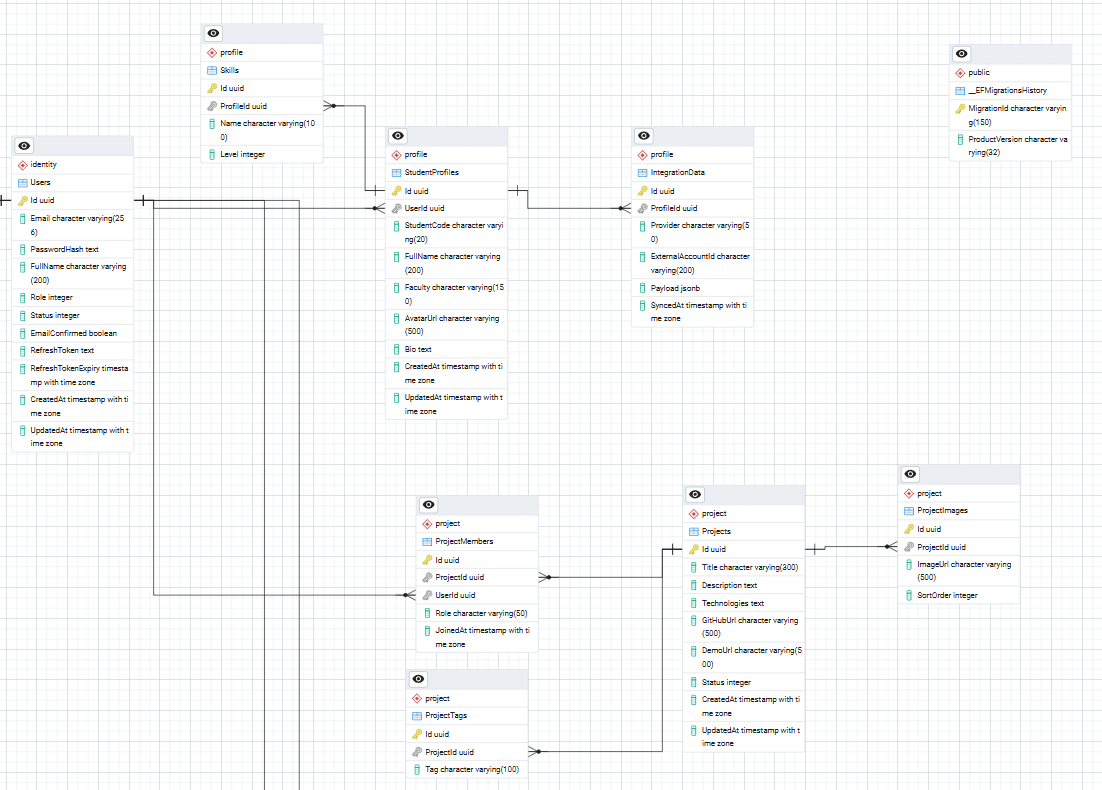 profile
Skills
Id uuid
ProfileId uuid
Name character varying(10
0)
Level integer
public
__EFMigrationsHistory
MigrationId character varyin
g(150)
ProductVersion character va
rying(32)
identity
Users
Id uuid
Email character varying(25
6)
PasswordHash text
FullName character varying
(200)
Role integer
Status integer
EmailConfirmed boolean
RefreshToken text
RefreshTokenExpiry timesta
mp with time zone
CreatedAt timestamp with ti
me zone
UpdatedAt timestamp with t
ime zone
profile
StudentProfiles
Id uuid
UserId uuid
StudentCode character varyi
ng(20)
FullName character varying
(200)
Faculty character varying(15
0)
AvatarUrl character varying
(500)
Bio text
CreatedAt timestamp with ti
me zone
UpdatedAt timestamp with t
ime zone
profile
IntegrationData
Id uuid
ProfileId uuid
Provider character varying(5
0)
ExternalAccountId character
varying(200)
Payload jsonb
SyncedAt timestamp with ti
me zone
project
ProjectMembers
Id uuid
ProjectId uuid
UserId uuid
Role character varying(50)
JoinedAt timestamp with ti
me zone
project
Projects
Id uuid
Title character varying(300)
Description text
Technologies text
GitHubUrl character varying
(500)
DemoUrl character varying(5
00)
Status integer
CreatedAt timestamp with ti
me zone
UpdatedAt timestamp with t
ime zone
project
ProjectImages
Id uuid
ProjectId uuid
ImageUrl character varying
(500)
SortOrder integer
project
ProjectTags
Id uuid
ProjectId uuid
Tag character varying(100)